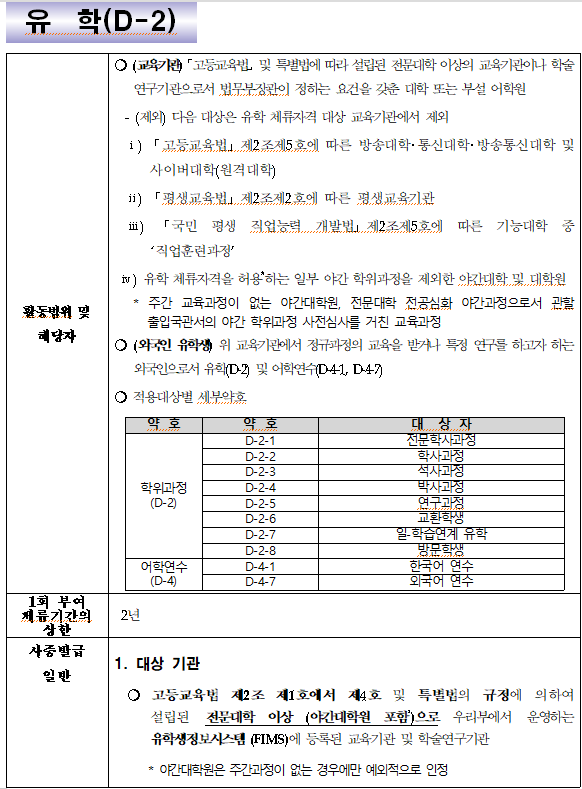 유 학(D-2)
활동범위 및
해당자
❍ (교육기관)「고등교육법」 및 특별법에 따라 설립된 전문대학 이상의 교육기관이나 학술
연구기관으로서 법무부장관이 정하는 요건을 갖춘 대학 또는 부설 어학원
- (제외) 다음 대상은 유학 체류자격 대상 교육기관에서 제외
ⅰ) 「고등교육법」제2조제5호에 따른 방송대학·통신대학·방송통신대학 및
사이버대학(원격대학)
ⅱ) 「평생교육법」제2조제2호에 따른 평생교육기관
ⅲ) 「국민 평생 직업능력 개발법」제2조제5호에 따른 기능대학 중
‘직업훈련과정’
ⅳ) 유학 체류자격을 허용*하는 일부 야간 학위과정을 제외한 야간대학 및 대학원
* 주간 교육과정이 없는 야간대학원, 전문대학 전공심화 야간과정으로서 관할
출입국관서의 야간 학위과정 사전심사를 거친 교육과정
❍ (외국인 유학생) 위 교육기관에서 정규과정의 교육을 받거나 특정 연구를 하고자 하는
외국인으로서 유학(D-2) 및 어학연수(D-4-1, D-4-7)
❍ 적용대상별 세부약호
약 호 약 호 대 상 자
학위과정
(D-2)
D-2-1 전문학사과정
D-2-2 학사과정
D-2-3 석사과정
D-2-4 박사과정
D-2-5 연구과정
D-2-6 교환학생
D-2-7 일-학습연계 유학
D-2-8 방문학생
어학연수
(D-4)
D-4-1 한국어 연수
D-4-7 외국어 연수
1회 부여
체류기간의
상한
2년
사증발급
일반
1. 대상 기관
❍ 고등교육법 제2조 제1호에서 제4호 및 특별법의 규정에 의하여
설립된 전문대학 이상 (야간대학원 포함*)으로 우리부에서 운영하는
유학생정보시스템 (FIMS)에 등록된 교육기관 및 학술연구기관
* 야간대학원은 주간과정이 없는 경우에만 예외적으로 인정